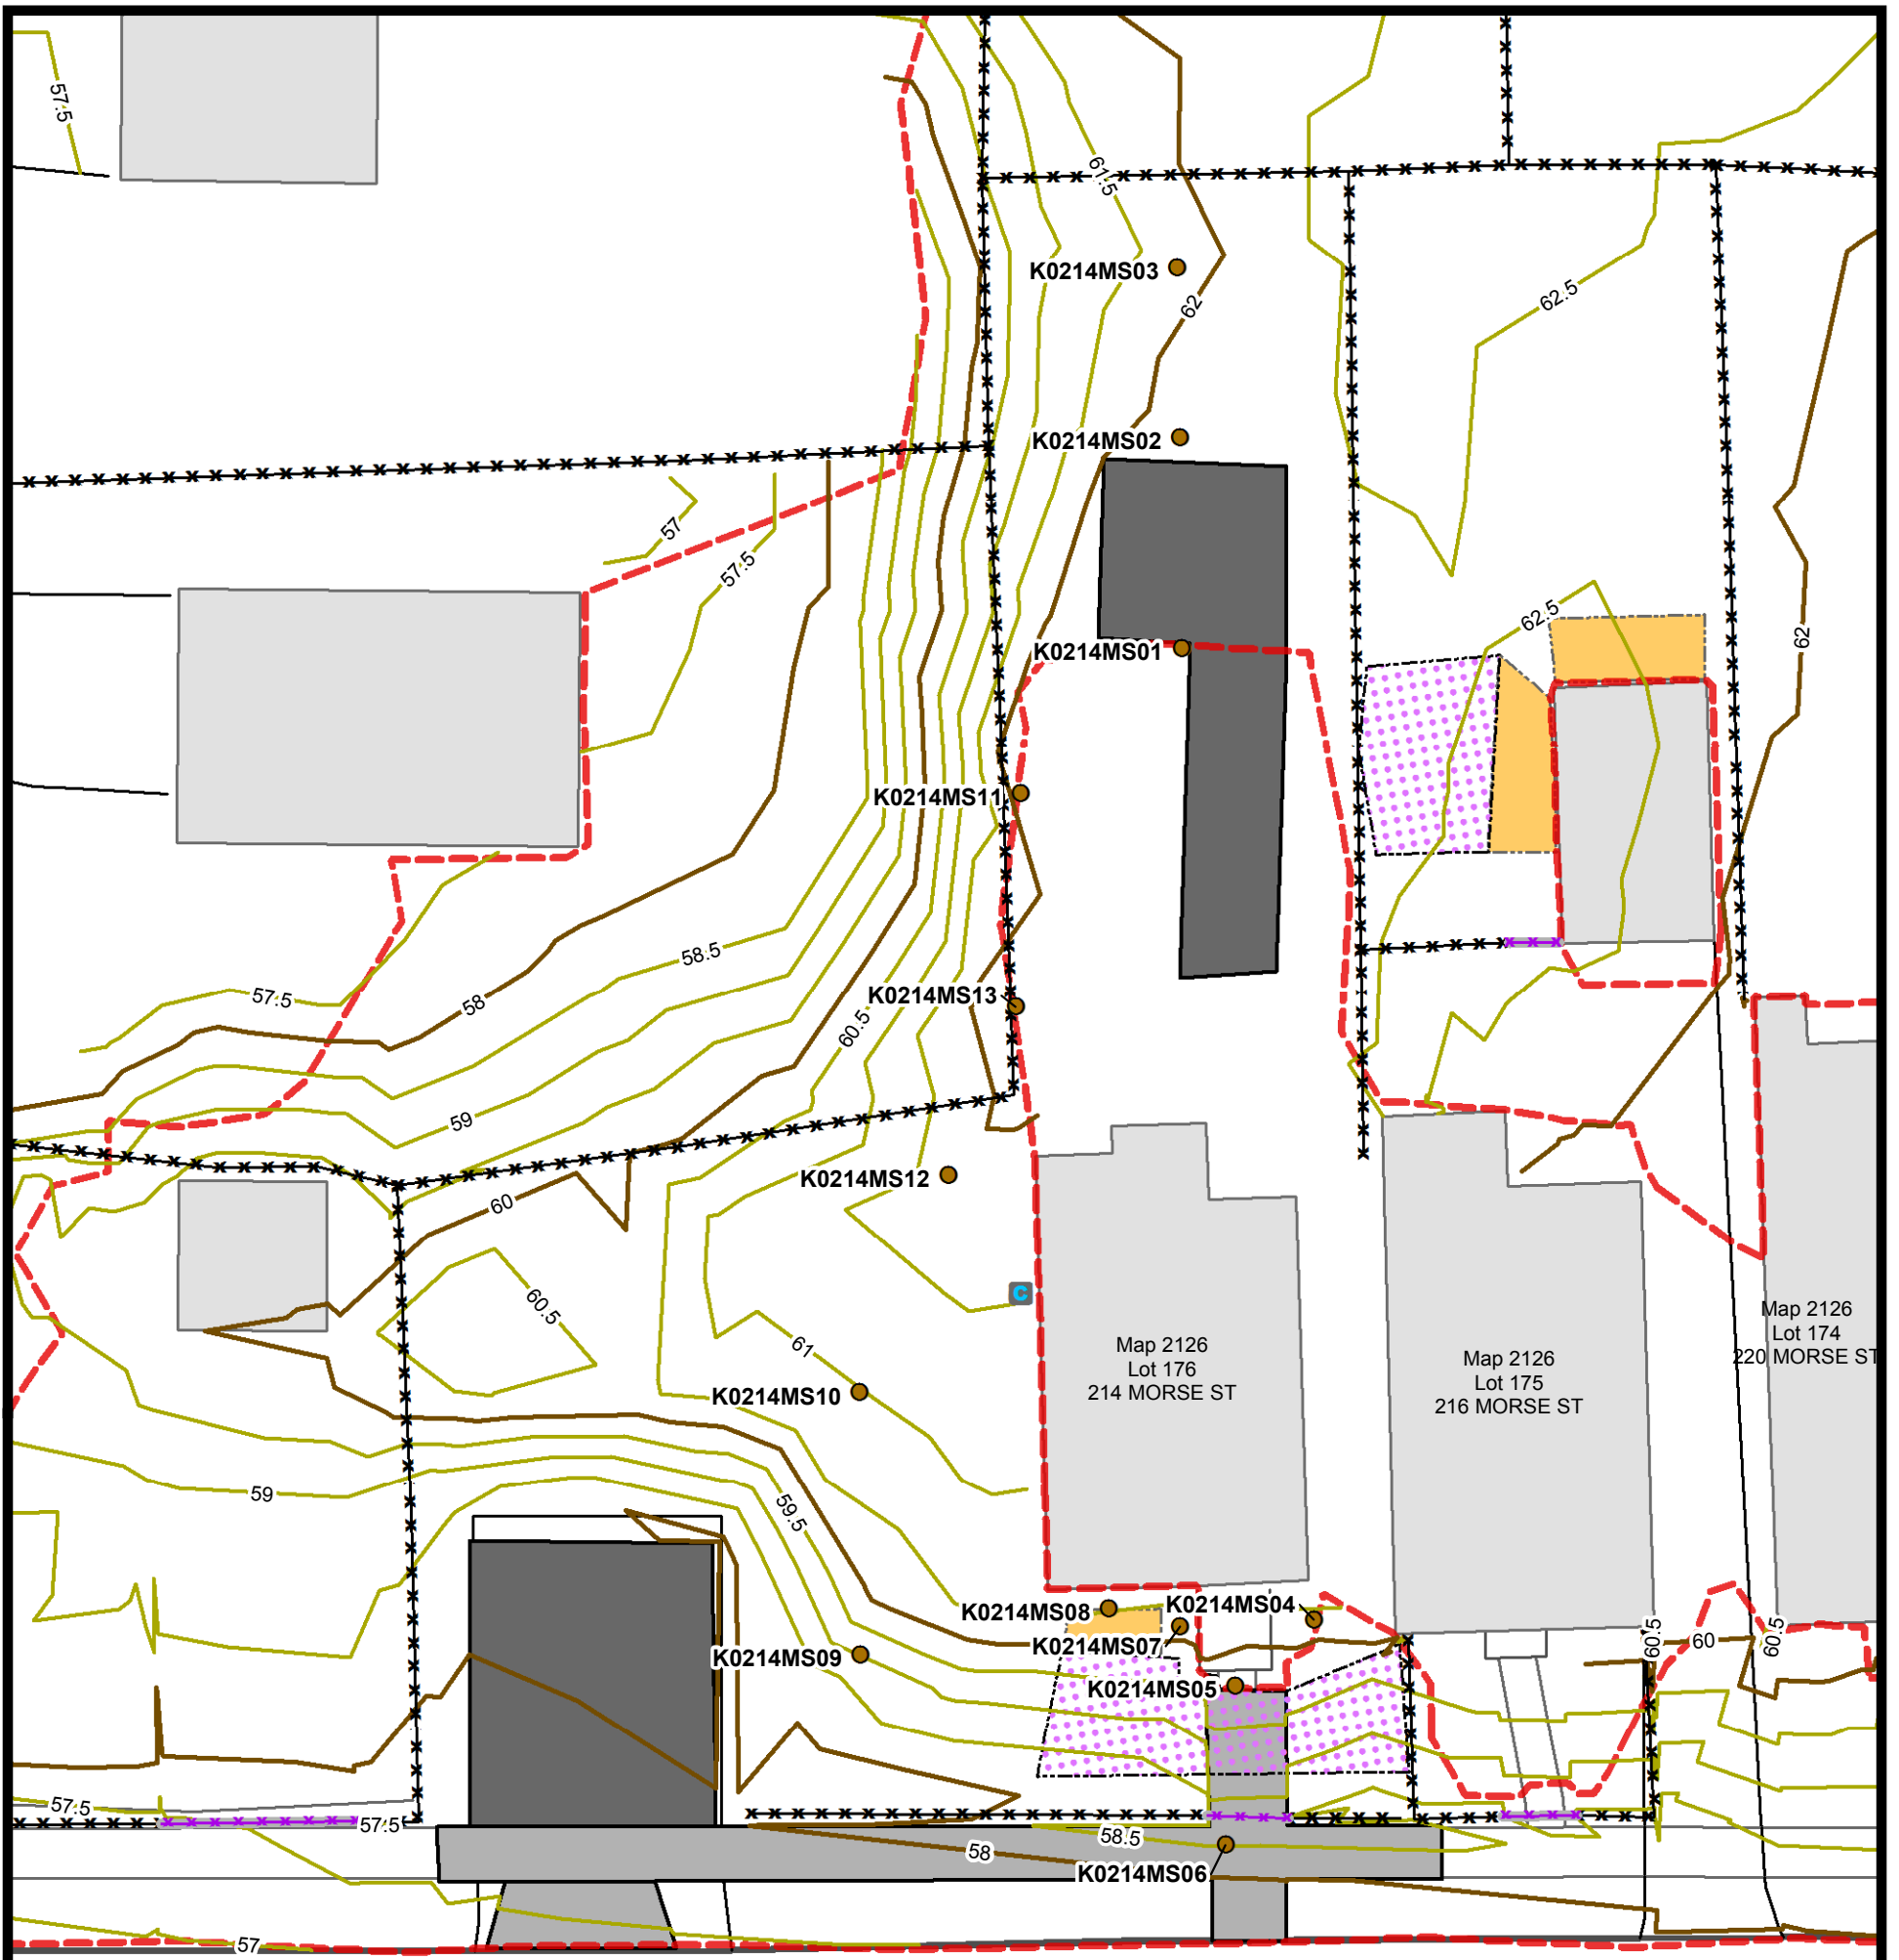 57.5
61.5
K0214MS03
62
62.5
K0214MS02
57
57.5
62.5
K0214MS01
62
K0214MS11
58.5
57.5
58
K0214MS13
60.5
59
K0214MS12
60
C
60.5
61
Map 2126
Lot 176
214 MORSE ST
Map 2126
Lot 175
216 MORSE ST
Map 2126
Lot 174
220 MORSE ST
K0214MS10
59
59.5
K0214MS08
K0214MS04
K0214MS07
60.5
60
60.5
K0214MS09
K0214MS05
57.5
57.5
58.5
58
K0214MS06
57